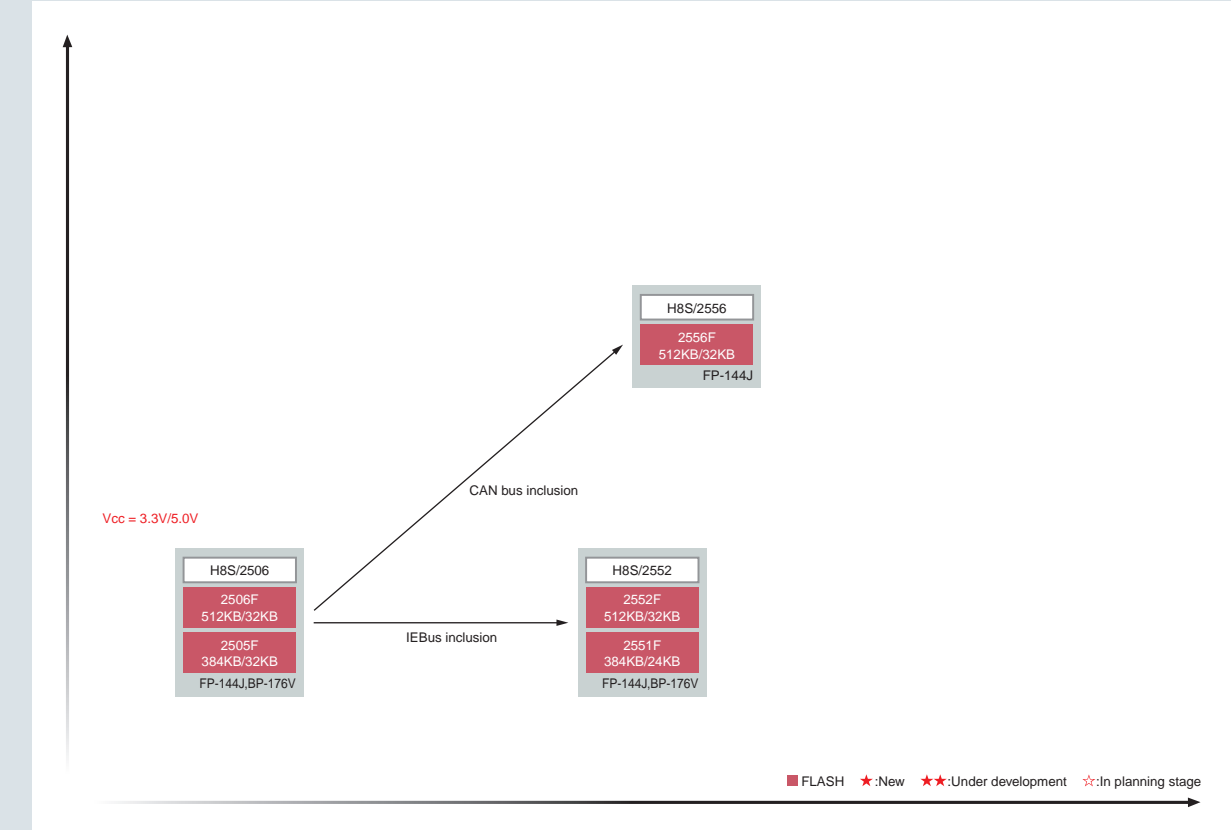 H8S/2556
2556F
512KB/32KB
FP-144J
CAN bus inclusion
Vcc = 3.3V/5.0V
H8S/2506
2506F
512KB/32KB
2505F
384KB/32KB
FP-144J,BP-176V
IEBus inclusion
H8S/2552
2552F
512KB/32KB
2551F
384KB/24KB
FP-144J,BP-176V
FLASH ★:New ★★:Under development ☆:In planning stage